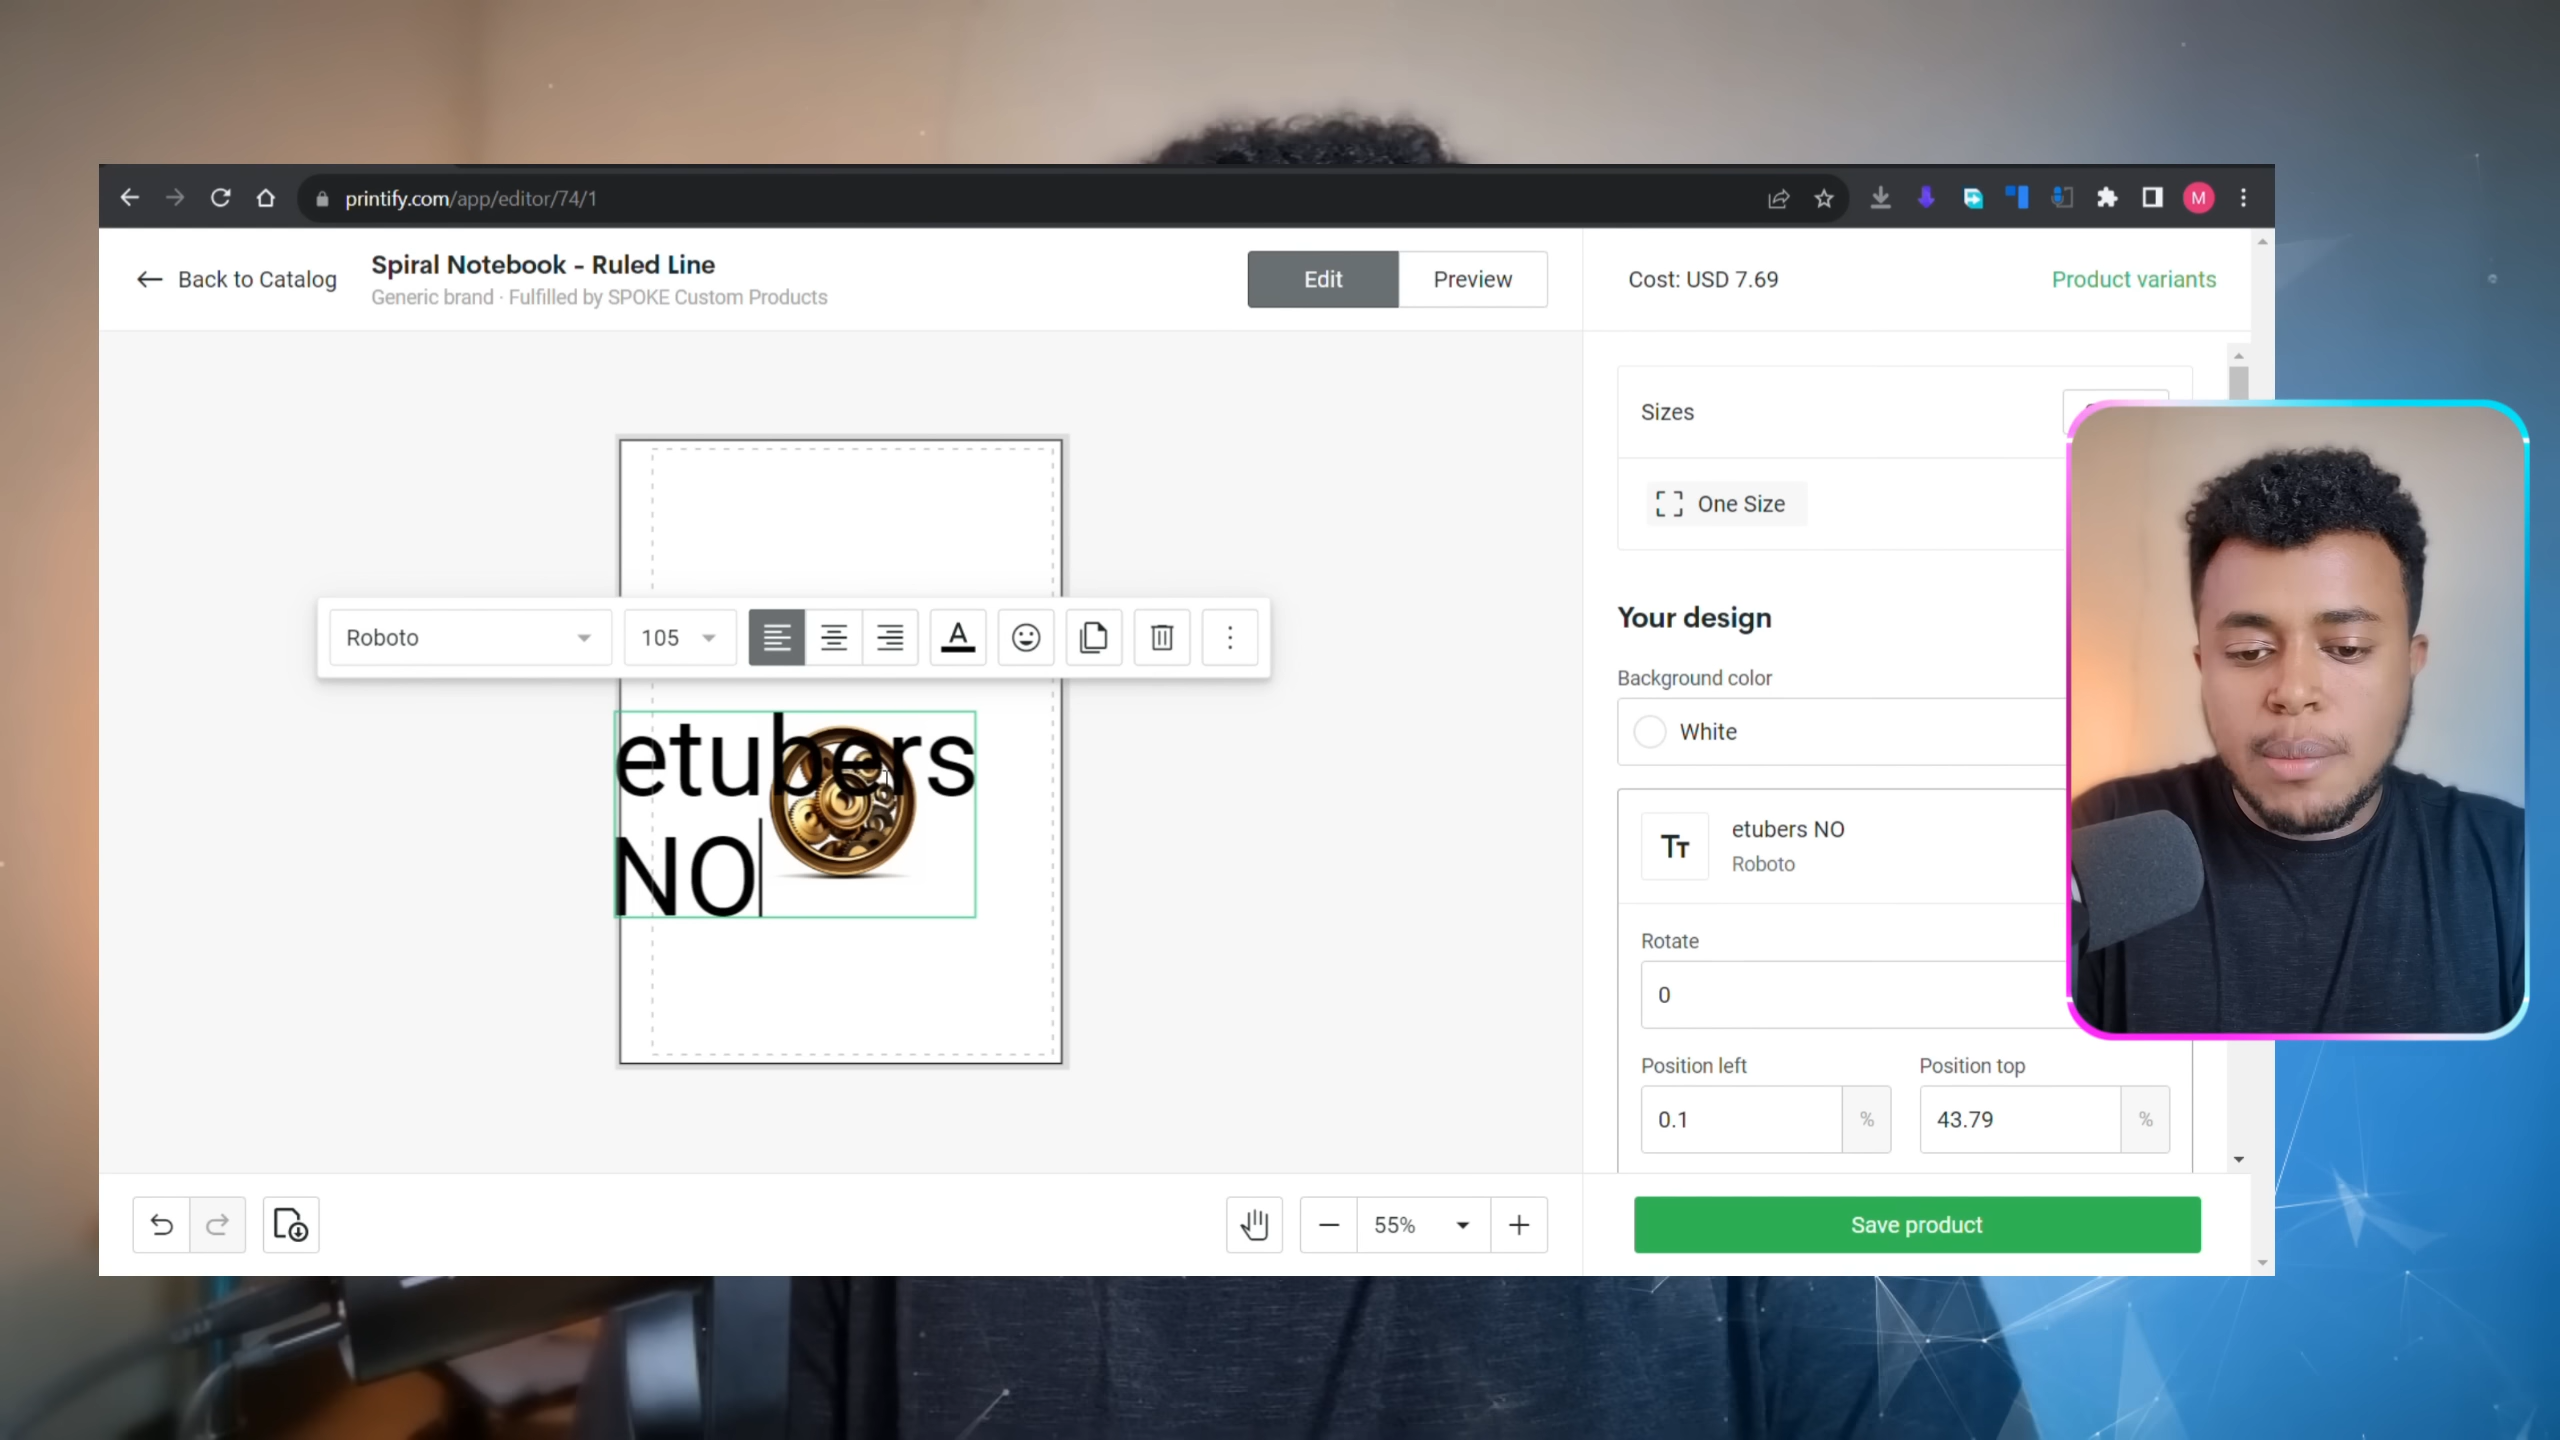 printify.com/app/editor/74/1
M
Back to Catalog
Spiral Notebook - Ruled Line
Generic brand · Fulfilled by SPOKE Custom Products
Edit
Preview
Cost: USD 7.69
Product variants
Sizes
One Size
Roboto
105
A
Your design
Background color
White
etubers
NO
Tт
etubers NO
Roboto
Rotate
0
Position left
Position top
0.1
%
43.79
%
55%
Save product